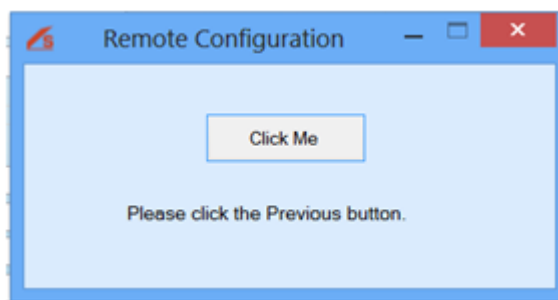 Remote Configuration
Click Me
Please click the Previous button.